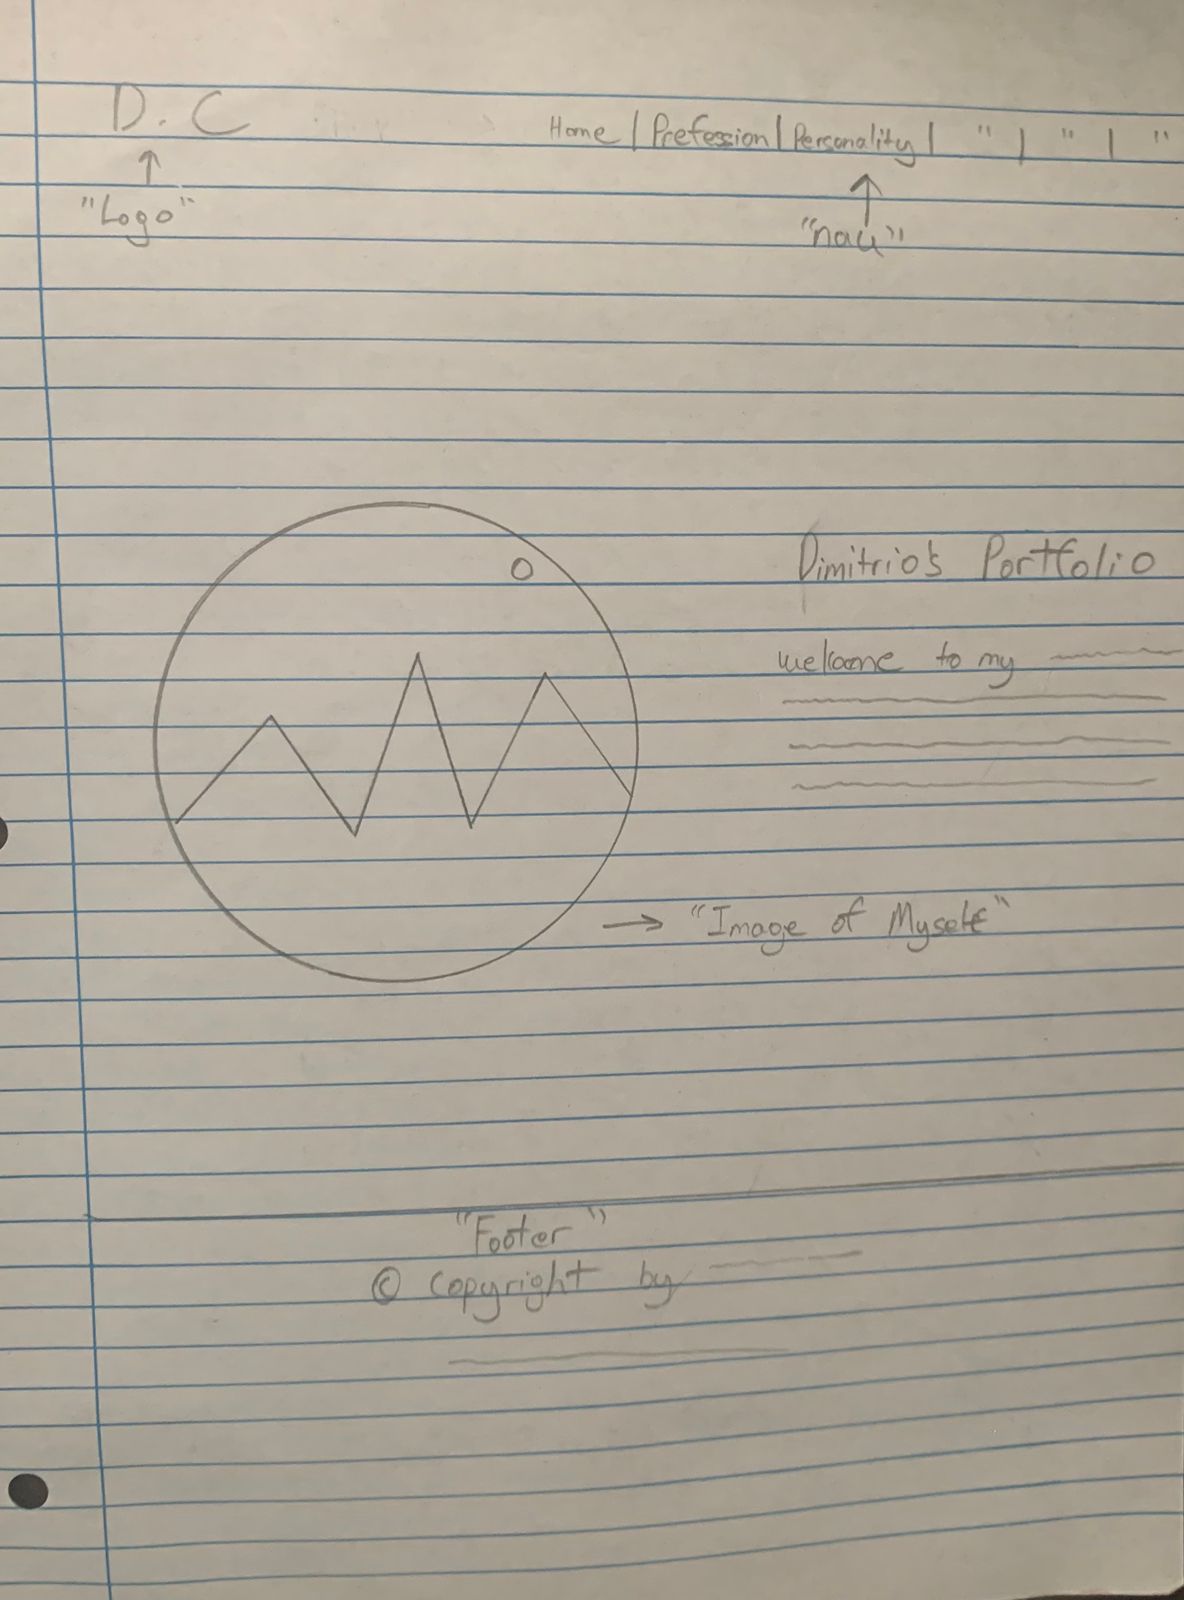 D. C
Home | Prefession | Personality | " | " | "
"Logo"
"nav"
Dimitrio's Portfolio
welcome to my
"Image of Myself"
"Footer"
© copyright by